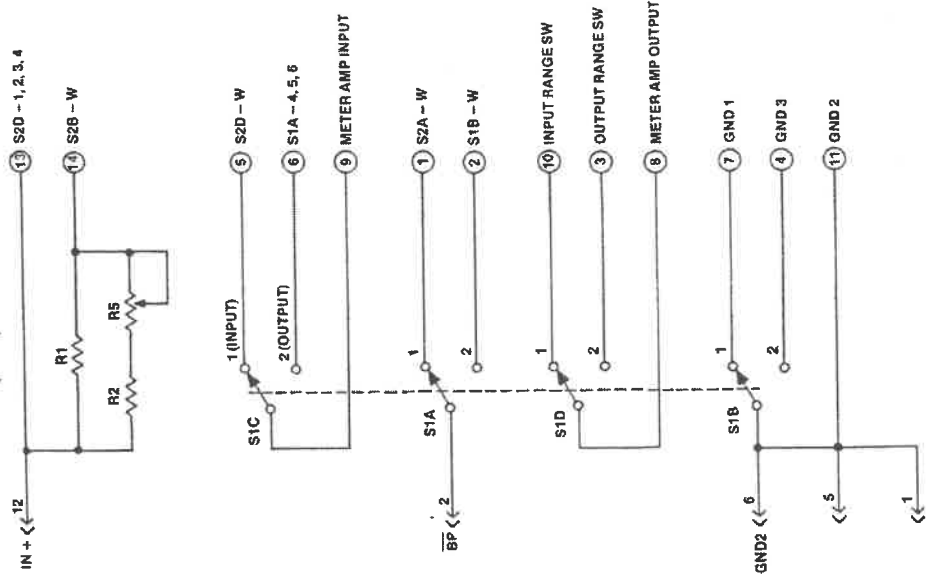 IN + 12
13 S2D – 1, 2, 3, 4
14 S2B – W
R1
R2
R5
1 (INPUT)
5 S2D – W
2 (OUTPUT)
6 S1A – 4, 5, 6
S1C
9 METER AMP INPUT
1
1 S2A – W
S1A
2
2 S1B – W
BP 2
1
10 INPUT RANGE SW
S1D
2
3 OUTPUT RANGE SW
8 METER AMP OUTPUT
1
7 GND 1
S1B
2
4 GND 3
GND2 6
11 GND 2
5
1